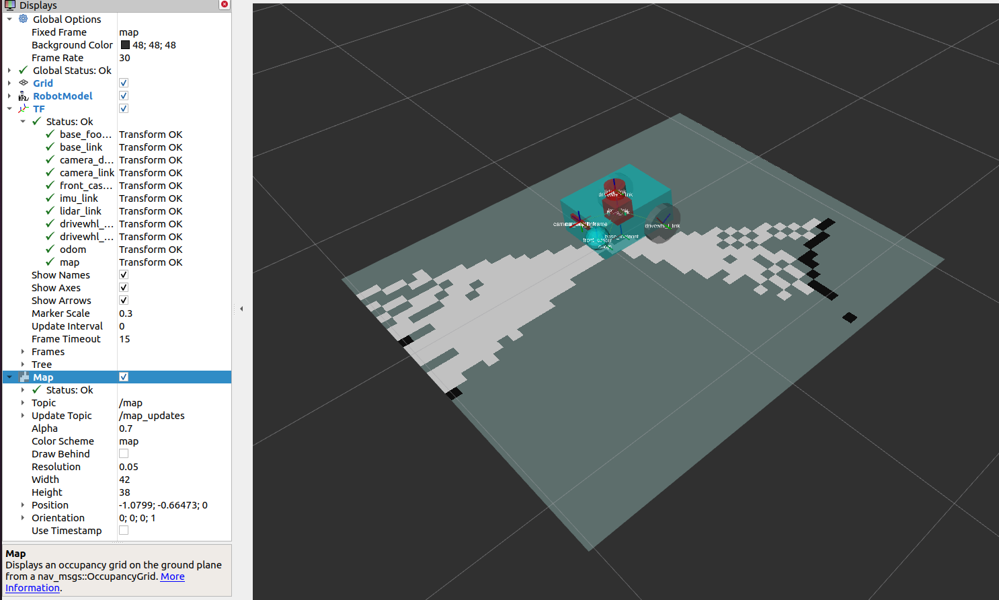 Displays
Global Options
Fixed Frame map
Background Color 48; 48; 48
Frame Rate 30
Global Status: Ok
Grid
RobotModel
TF
Status: Ok
base_foo... Transform OK
base_link Transform OK
camera_d... Transform OK
camera_link Transform OK
front_cas... Transform OK
imu_link Transform OK
lidar_link Transform OK
drivewhl_... Transform OK
drivewhl_... Transform OK
odom Transform OK
map Transform OK
Show Names
Show Axes
Show Arrows
Marker Scale 0.3
Update Interval 0
Frame Timeout 15
Frames
Tree
Map
Status: Ok
Topic /map
Update Topic /map_updates
Alpha 0.7
Color Scheme map
Draw Behind
Resolution 0.05
Width 42
Height 38
Position -1.0799; -0.66473; 0
Orientation 0; 0; 0; 1
Use Timestamp
Map
Displays an occupancy grid on the ground plane
from a nav_msgs::OccupancyGrid. More
Information.
drivewhl_link
front_caster